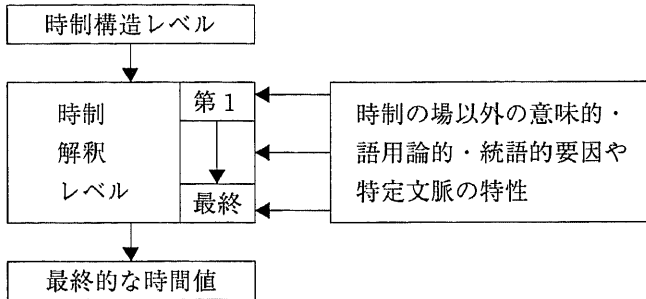 時制構造レベル
時制
解釈
レベル
第1
最終
時制の場以外の意味的・
語用論的・統語的要因や
特定文脈の特性
最終的な時間値